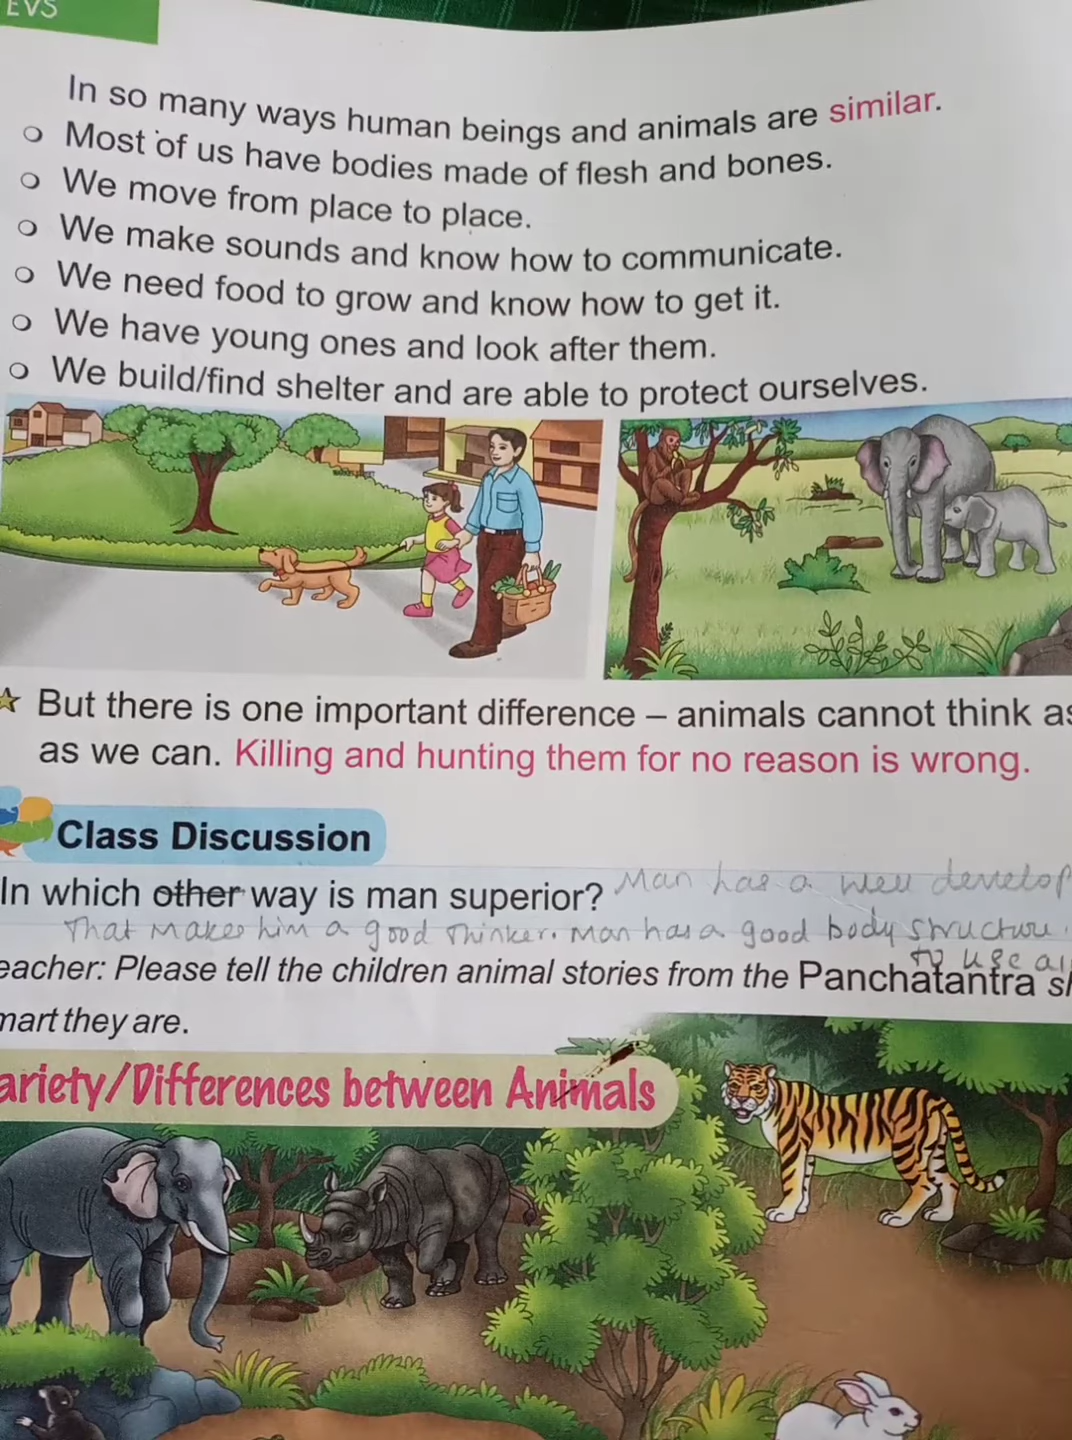 EVS
In so many ways human beings and animals are similar.
Most of us have bodies made of flesh and bones.
We move from place to place.
We make sounds and know how to communicate.
We need food to grow and know how to get it.
We have young ones and look after them.
We build/find shelter and are able to protect ourselves.
But there is one important difference – animals cannot think as
as we can. Killing and hunting them for no reason is wrong.
Class Discussion
In which other way is man superior? Man has a well develop
That makes him a good thinker. Man has a good body structure.
to use
eacher: Please tell the children animal stories from the Panchatantra
mart they are.
ariety/Differences between Animals